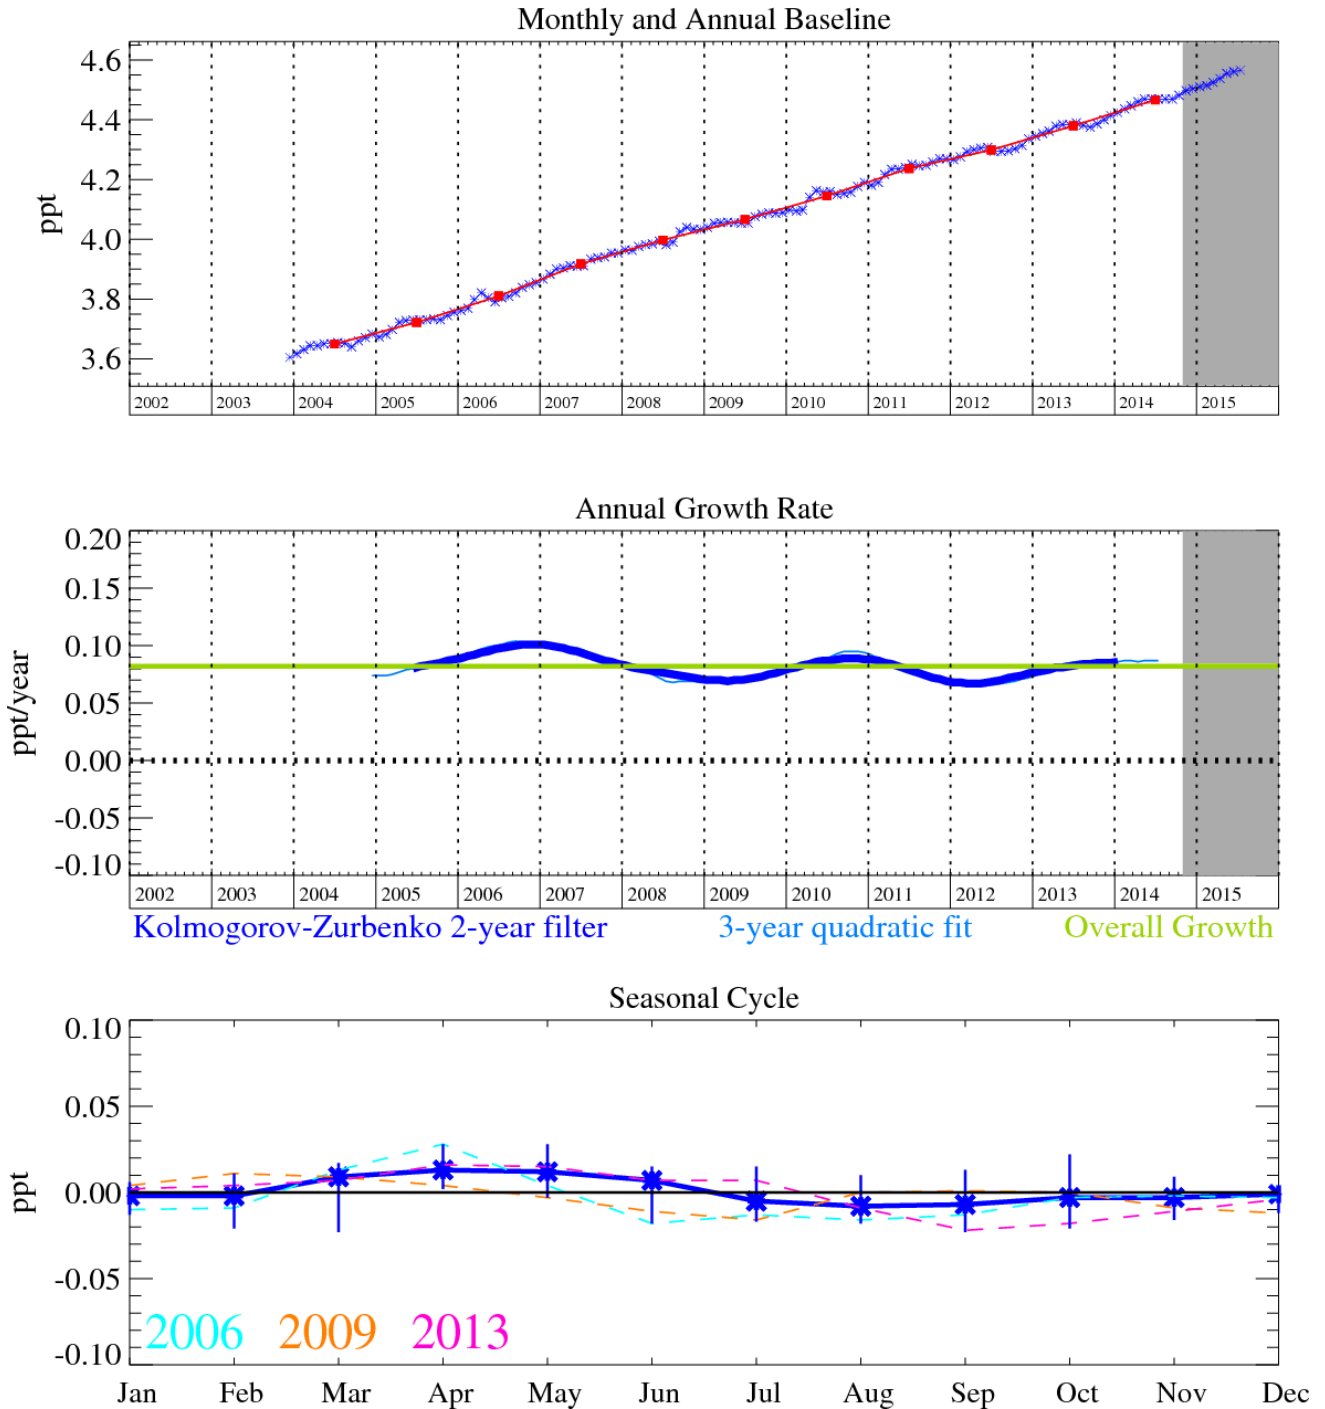 Monthly and Annual Baseline
4.6
4.4
4.2
4.0
3.8
3.6
ppt
2002 2003 2004 2005 2006 2007 2008 2009 2010 2011 2012 2013 2014 2015
Annual Growth Rate
0.20
0.15
0.10
0.05
0.00
-0.05
-0.10
ppt/year
2002 2003 2004 2005 2006 2007 2008 2009 2010 2011 2012 2013 2014 2015
Kolmogorov-Zurbenko 2-year filter 3-year quadratic fit Overall Growth
Seasonal Cycle
0.10
0.05
0.00
-0.05
-0.10
ppt
2006 2009 2013
Jan Feb Mar Apr May Jun Jul Aug Sep Oct Nov Dec